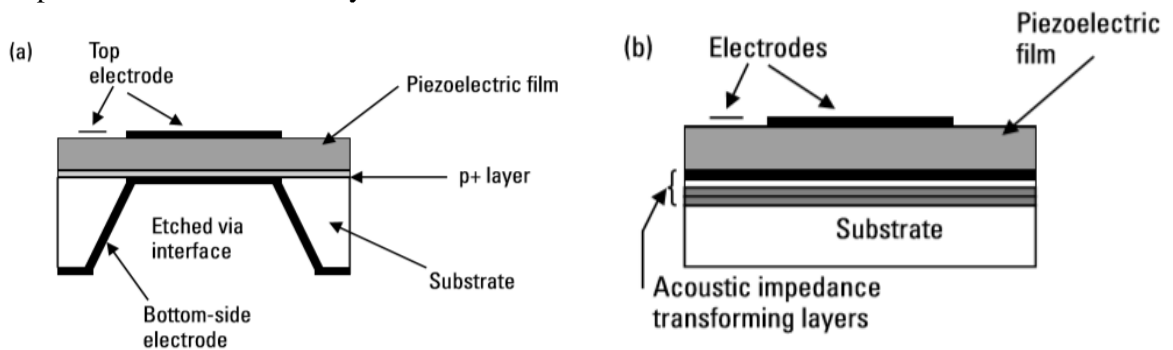 (a)
Top
electrode
Piezoelectric film
p+ layer
Etched via
interface
Substrate
Bottom-side
electrode
(b)
Electrodes
Piezoelectric
film
Substrate
Acoustic impedance
transforming layers